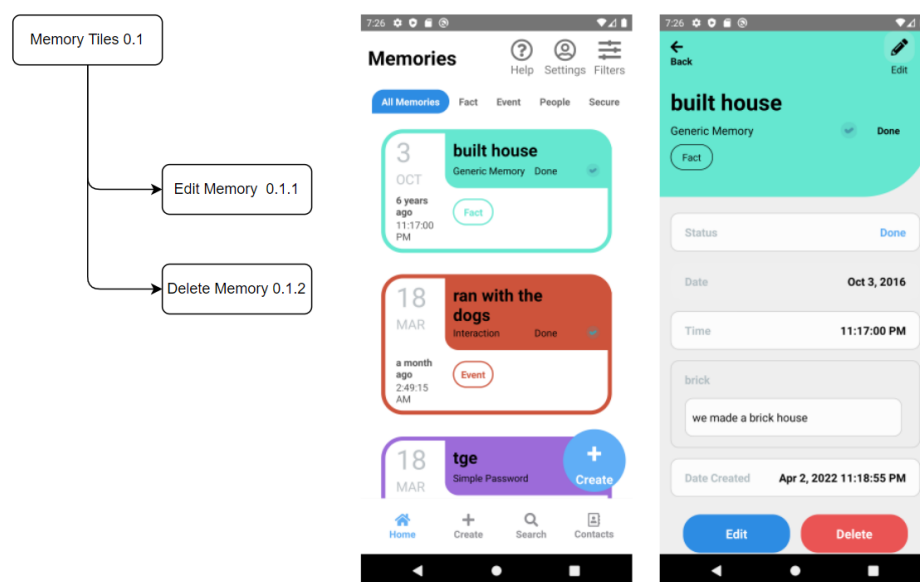 Memory Tiles 0.1
Edit Memory 0.1.1
Delete Memory 0.1.2
7:26
Memories
Help
Settings
Filters
All Memories
Fact
Event
People
Secure
3
OCT
6 years
ago
11:17:00
PM
built house
Generic Memory
Done
Fact
18
MAR
a month
ago
2:49:15
AM
ran with the
dogs
Interaction
Done
Event
18
MAR
tge
Simple Password
Create
Home
Create
Search
Contacts
7:26
Back
Edit
built house
Generic Memory
Done
Fact
Status
Done
Date
Oct 3, 2016
Time
11:17:00 PM
brick
we made a brick house
Date Created
Apr 2, 2022 11:18:55 PM
Edit
Delete